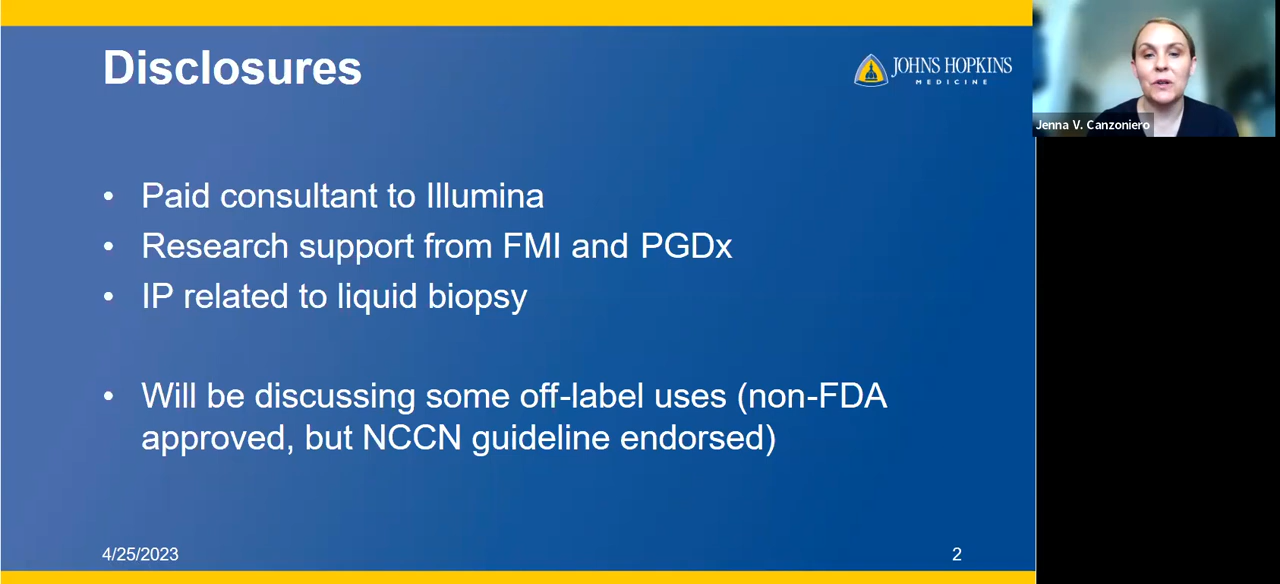 Disclosures
JOHNS HOPKINS
MEDICINE
Jenna V. Canzoniero
• Paid consultant to Illumina
• Research support from FMI and PGDx
• IP related to liquid biopsy
• Will be discussing some off-label uses (non-FDA
approved, but NCCN guideline endorsed)
4/25/2023
2